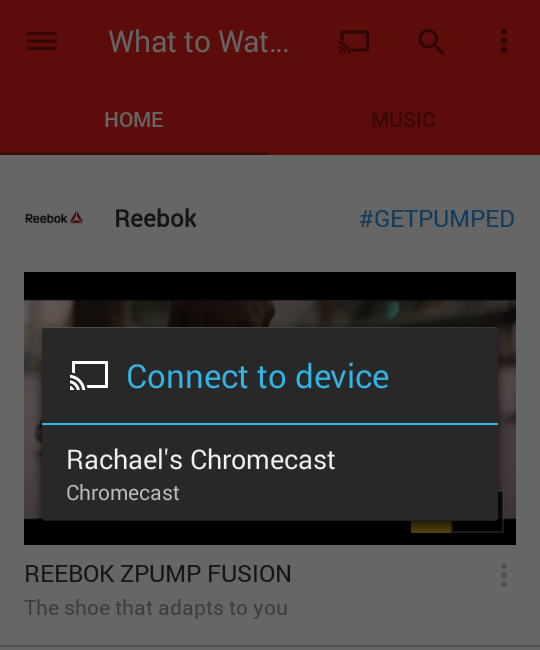 What to Wat...
HOME
MUSIC
Reebok
Reebok
#GETPUMPED
Connect to device
Rachael's Chromecast
Chromecast
REEBOK ZPUMP FUSION
The shoe that adapts to you